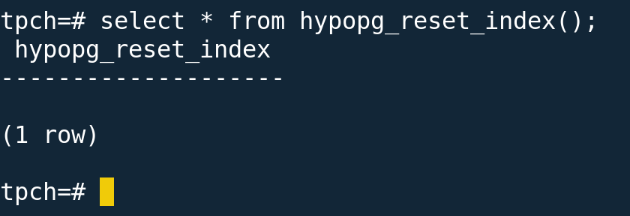 tpch=# select * from hypopg_reset_index();
 hypopg_reset_index
--------------------
(1 row)
tpch=#